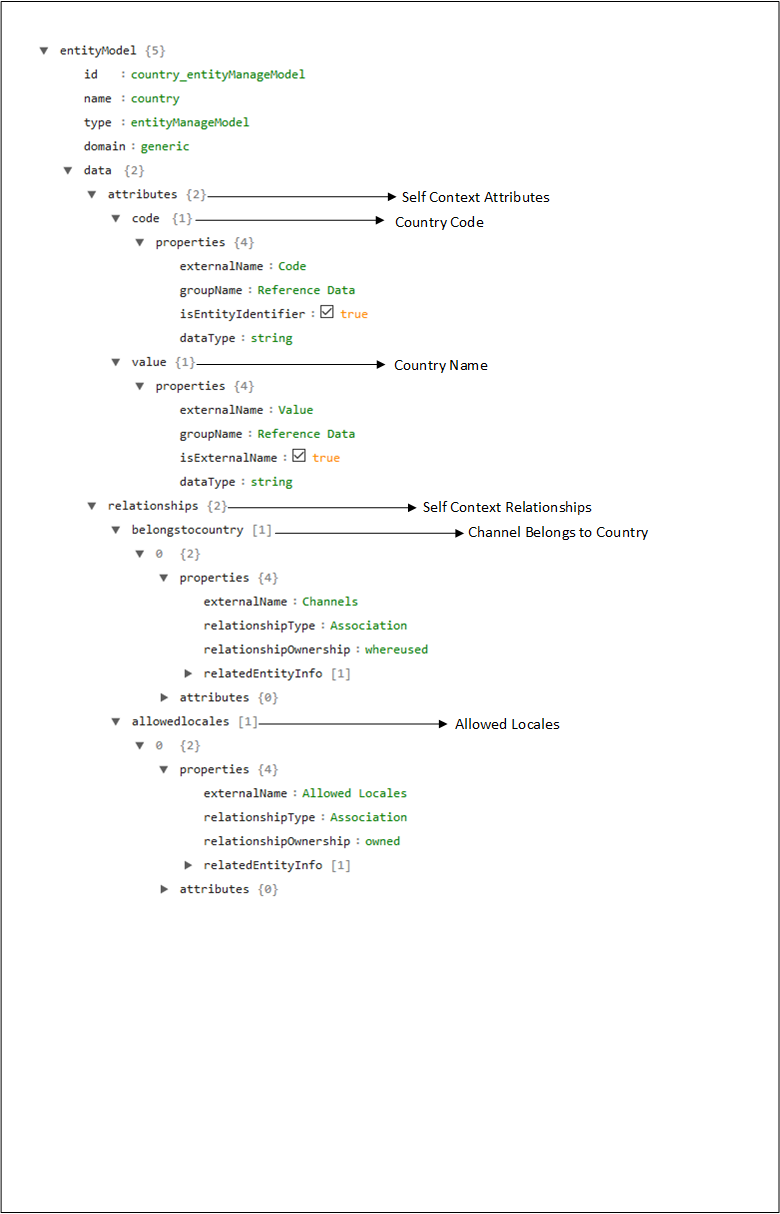 entityModel {5}
id : country_entityManageModel
name : country
type : entityManageModel
domain : generic
data {2}
attributes {2} Self Context Attributes
code {1} Country Code
properties {4}
externalName : Code
groupName : Reference Data
isEntityIdentifier : true
dataType : string
value {1} Country Name
properties {4}
externalName : Value
groupName : Reference Data
isExternalName : true
dataType : string
relationships {2} Self Context Relationships
belongstocountry [1] Channel Belongs to Country
0 {2}
properties {4}
externalName : Channels
relationshipType : Association
relationshipOwnership : whereused
relatedEntityInfo [1]
attributes {0}
allowedlocales [1] Allowed Locales
0 {2}
properties {4}
externalName : Allowed Locales
relationshipType : Association
relationshipOwnership : owned
relatedEntityInfo [1]
attributes {0}